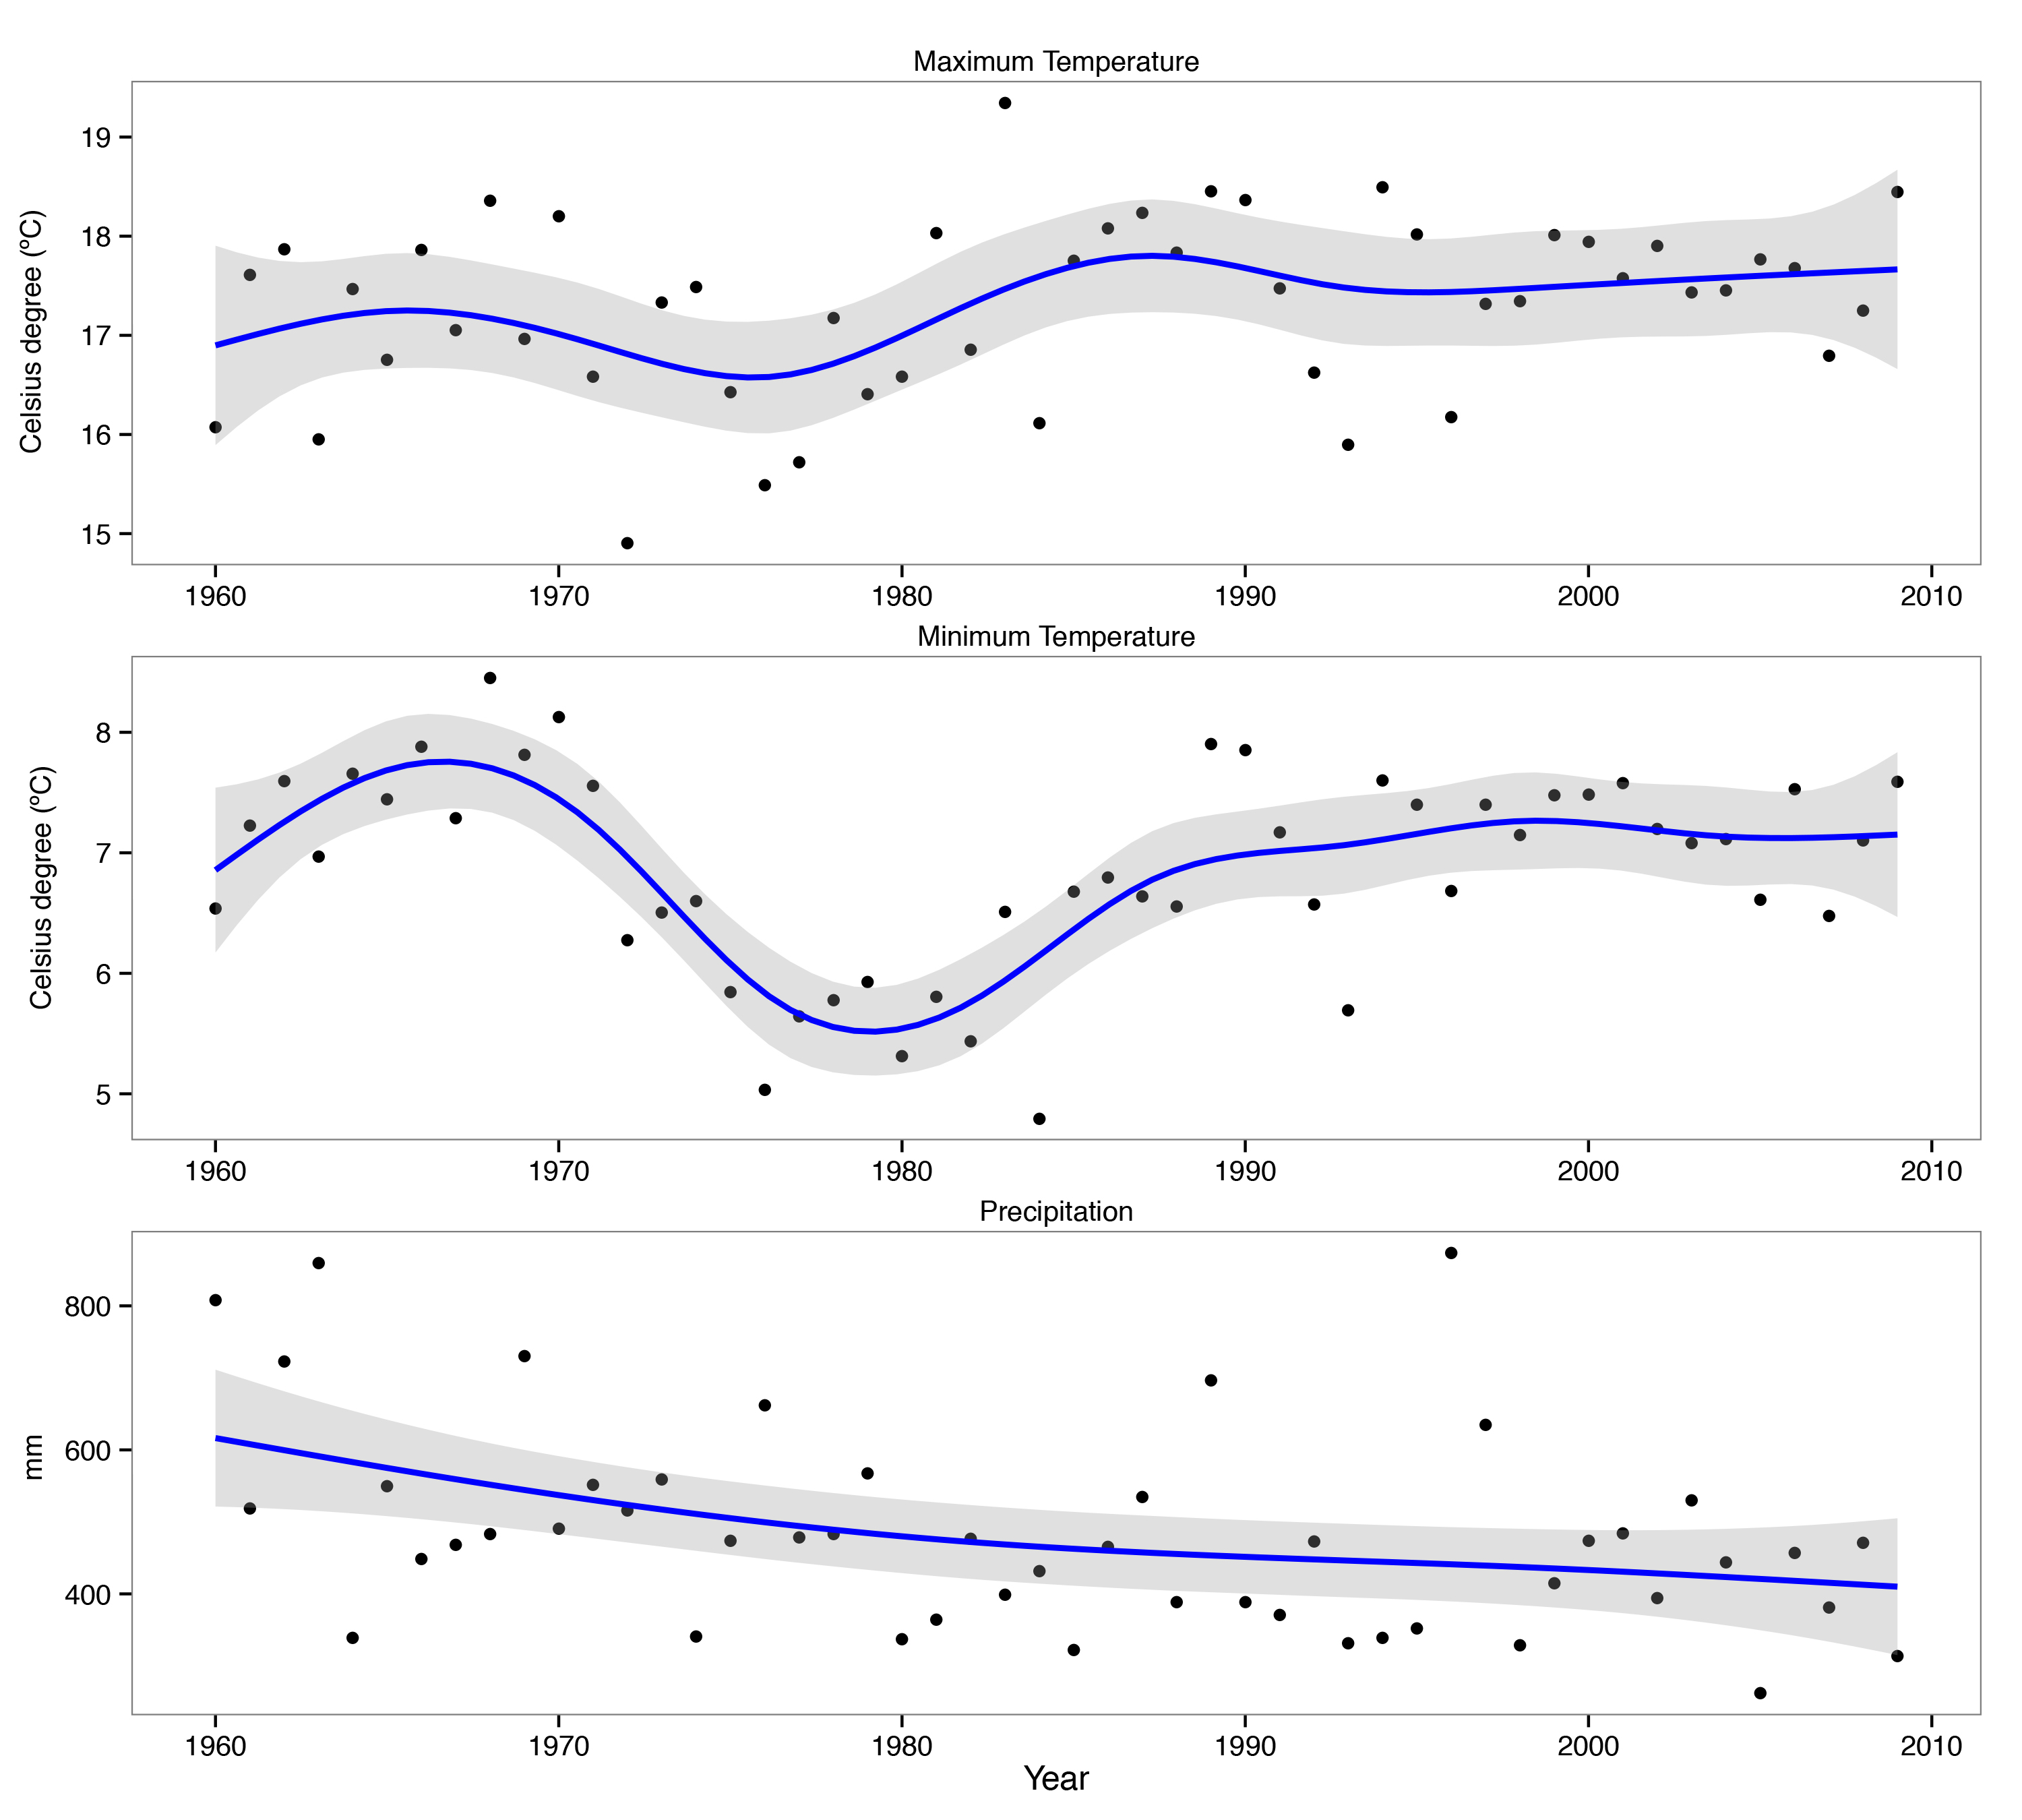 Maximum Temperature
Celsius degree (ºC)
19
18
17
16
15
1960 1970 1980 1990 2000 2010
Minimum Temperature
Celsius degree (ºC)
8
7
6
5
1960 1970 1980 1990 2000 2010
Precipitation
mm
800
600
400
1960 1970 1980 1990 2000 2010
Year